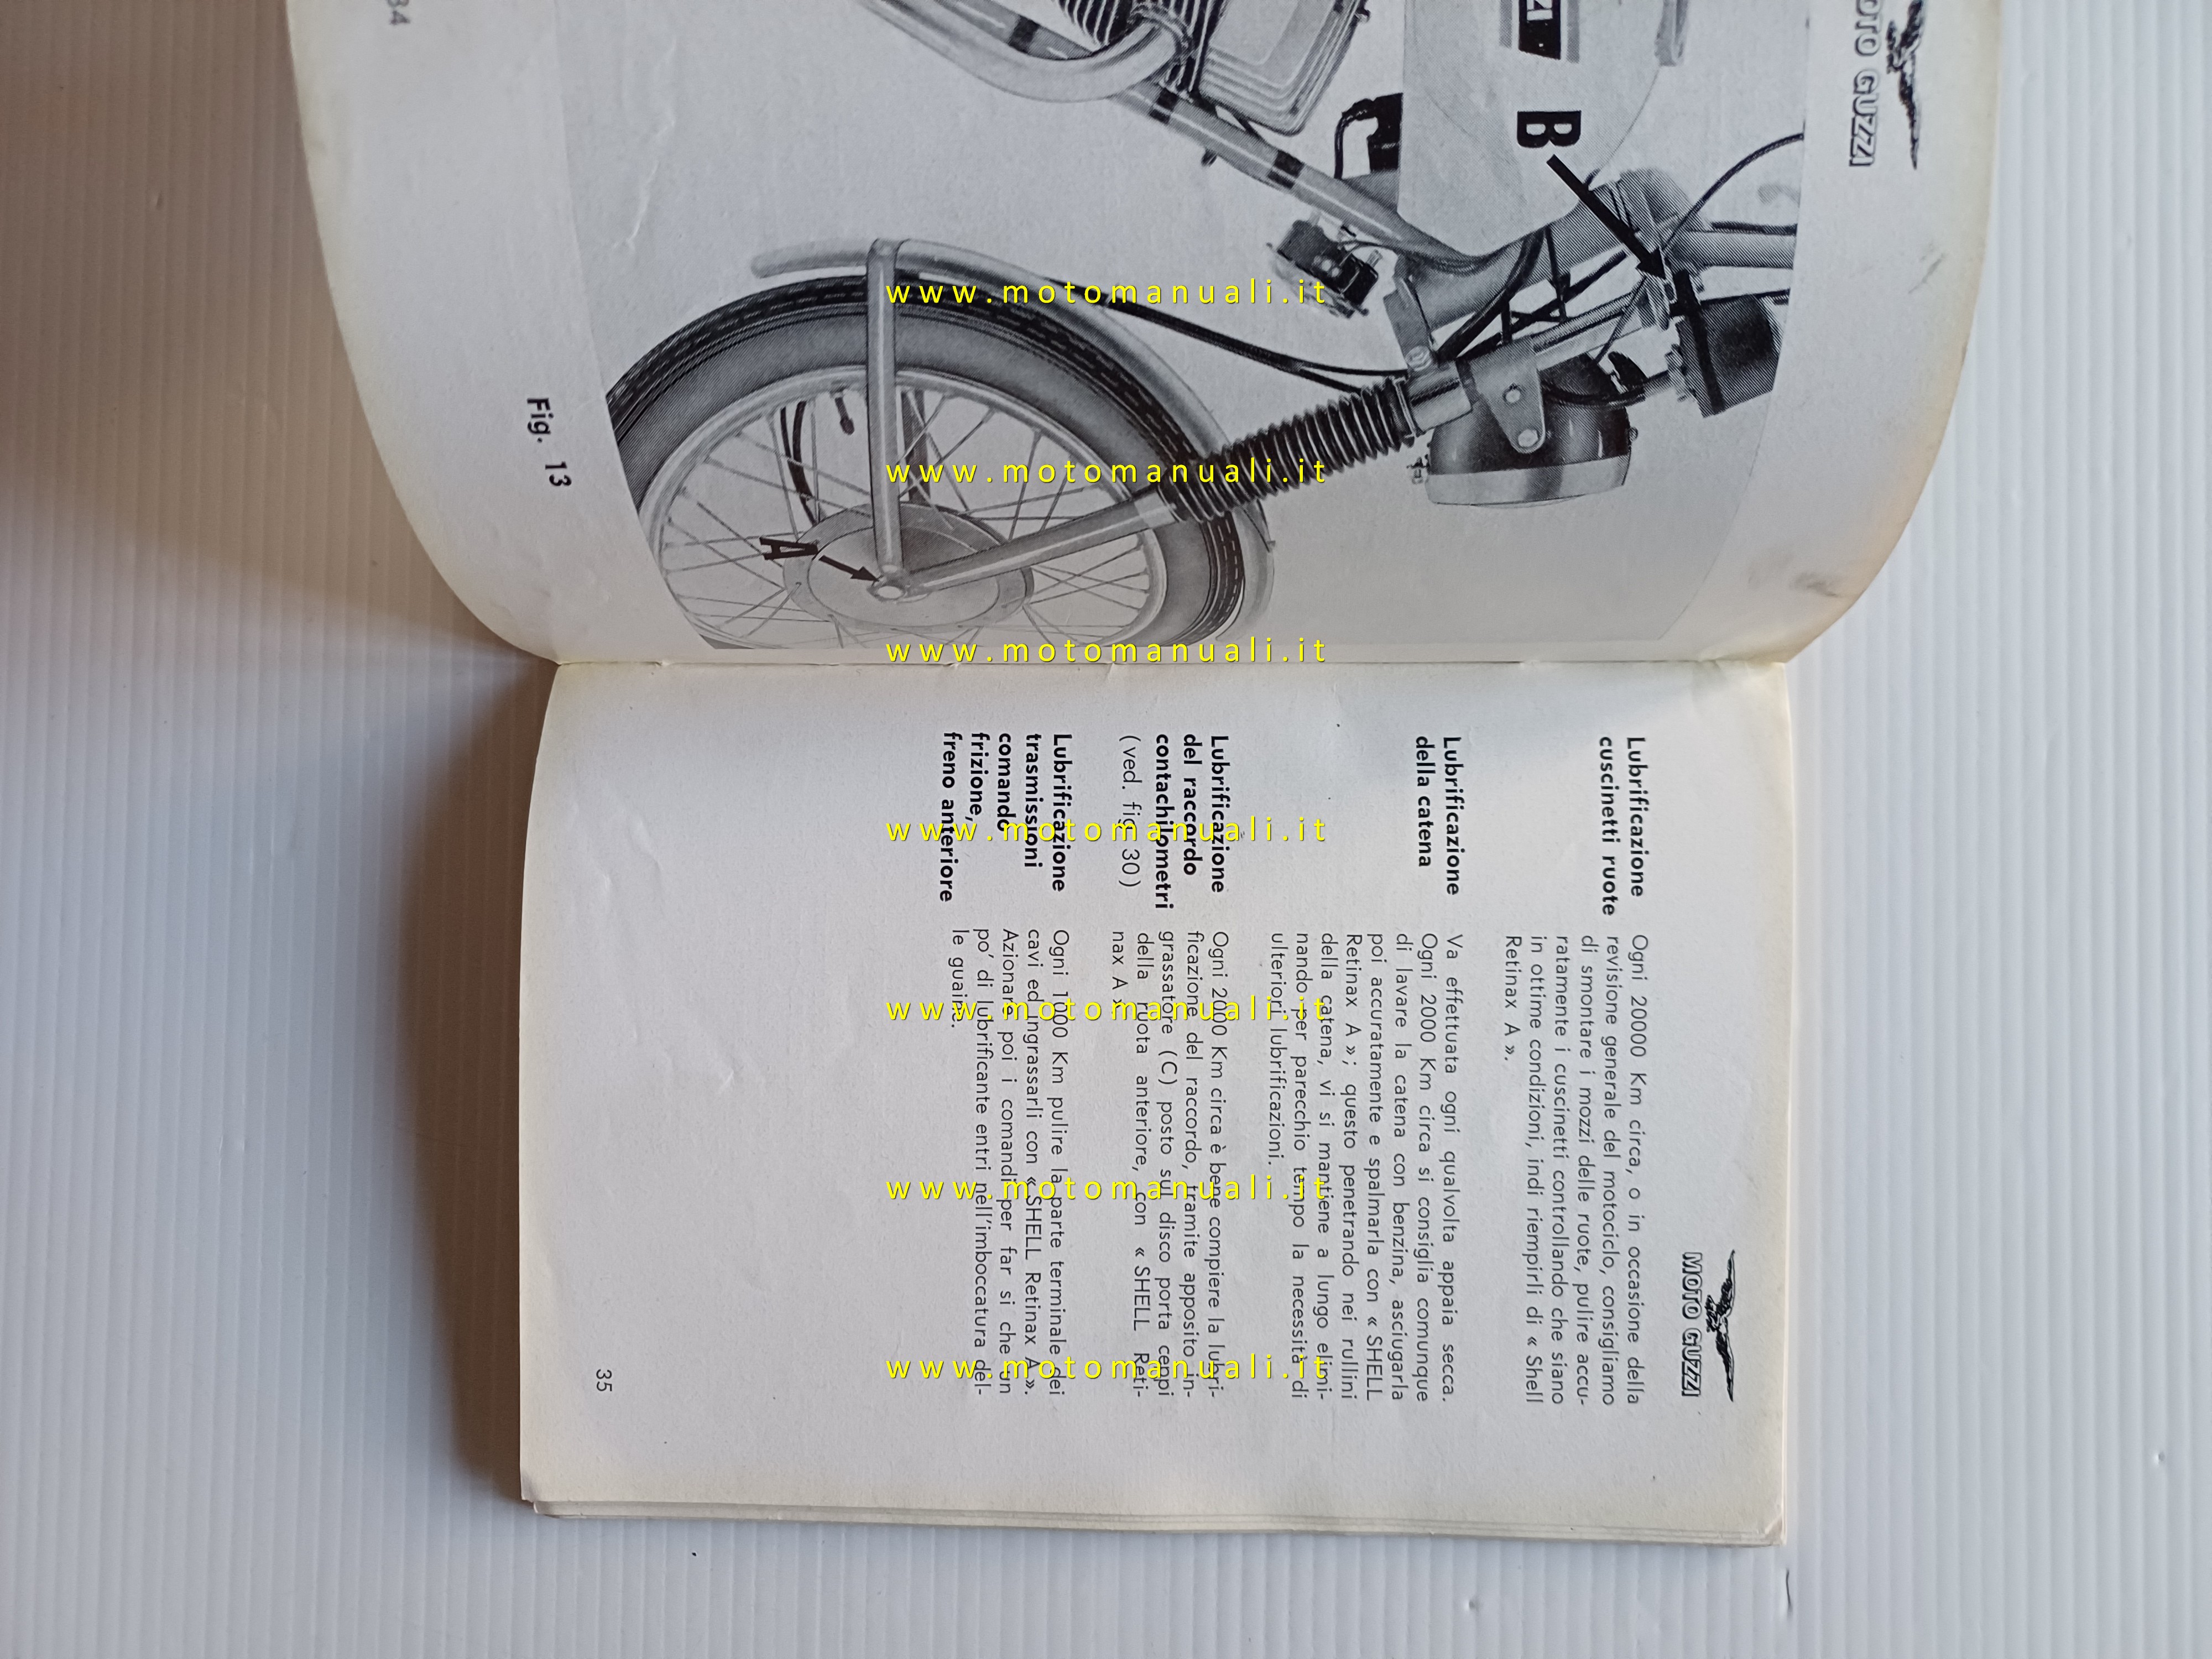 MOTO GUZZI
B
A
Fig. 13
34
MOTO GUZZI
Lubrificazione
cuscinetti ruote
Ogni 20000 Km circa, o in occasione della
revisione generale del motociclo, consigliamo
di smontare i mozzi delle ruote, pulire accu-
ratamente i cuscinetti controllando che siano
in ottime condizioni, indi riempirli di « Shell
Retinax A ».
Lubrificazione
della catena
Va effettuata ogni qualvolta appaia secca.
Ogni 2000 Km circa si consiglia comunque
di lavare la catena con benzina, asciugarla
poi accuratamente e spalmarla con « SHELL
Retinax A »; questo penetrando nei rullini
della catena, vi si mantiene a lungo elimi-
nando per parecchio tempo la necessità di
ulteriori lubrificazioni.
Lubrificazione
del raccordo
contachilometri
(ved. fig. 30)
Ogni 2000 Km circa è bene compiere la lubri-
ficazione del raccordo, tramite apposito in-
grassatore (C) posto sul disco porta ceppi
della ruota anteriore, con « SHELL Reti-
nax A ».
Lubrificazione
trasmissioni
comando
frizione,
freno anteriore
Ogni 1000 Km pulire la parte terminale dei
cavi ed ingrassarli con « SHELL Retinax A ».
Azionare poi i comandi per far si che un
po' di lubrificante entri nell'imboccatura del-
le guaine.
35
www.motomanuali.it
www.motomanuali.it
www.motomanuali.it
www.motomanuali.it
www.motomanuali.it
www.motomanuali.it
www.motomanuali.it